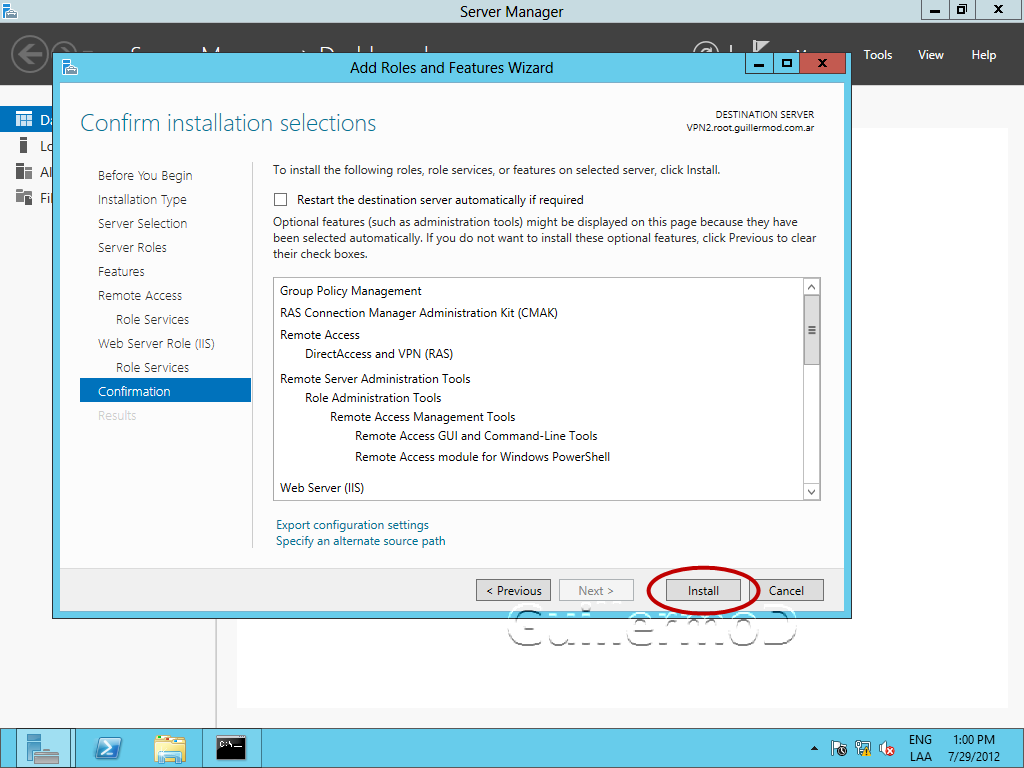 Server Manager
Tools
View
Help
Add Roles and Features Wizard
Confirm installation selections
DESTINATION SERVER
VPN2.root.guillermod.com.ar
Before You Begin
Installation Type
Server Selection
Server Roles
Features
Remote Access
Role Services
Web Server Role (IIS)
Role Services
Confirmation
Results
To install the following roles, role services, or features on selected server, click Install.
Restart the destination server automatically if required
Optional features (such as administration tools) might be displayed on this page because they have
been selected automatically. If you do not want to install these optional features, click Previous to clear
their check boxes.
Group Policy Management
RAS Connection Manager Administration Kit (CMAK)
Remote Access
DirectAccess and VPN (RAS)
Remote Server Administration Tools
Role Administration Tools
Remote Access Management Tools
Remote Access GUI and Command-Line Tools
Remote Access module for Windows PowerShell
Web Server (IIS)
Export configuration settings
Specify an alternate source path
< Previous
Next >
Install
Cancel
GuillermoD
C:\_
ENG
LAA
1:00 PM
7/29/2012